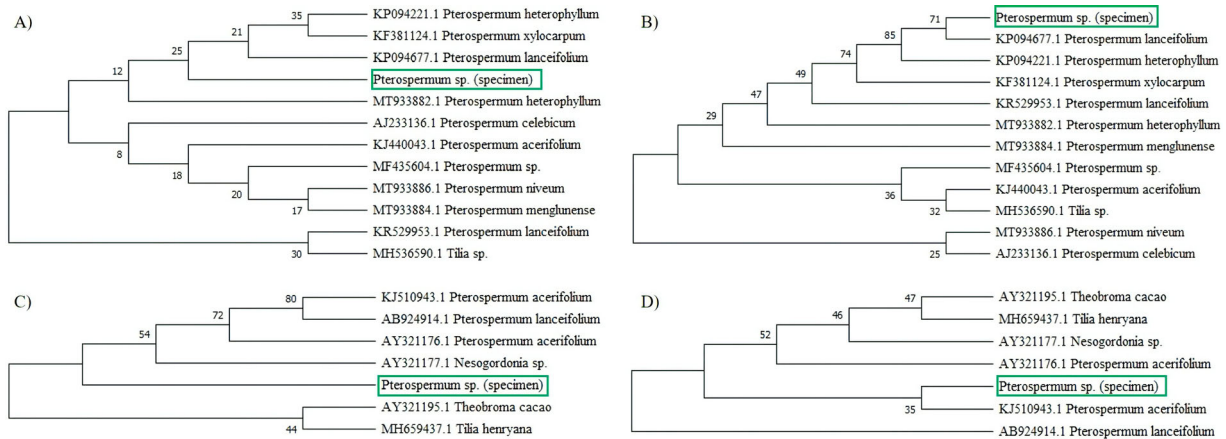 A)
35
KP094221.1 Pterospermum heterophyllum
21
KF381124.1 Pterospermum xylocarpum
25
KP094677.1 Pterospermum lanceifolium
12
Pterospermum sp. (specimen)
MT933882.1 Pterospermum heterophyllum
AJ233136.1 Pterospermum celebicum
8
KJ440043.1 Pterospermum acerifolium
18
MF435604.1 Pterospermum sp.
20
MT933886.1 Pterospermum niveum
17
MT933884.1 Pterospermum menglunense
KR529953.1 Pterospermum lanceifolium
30
MH536590.1 Tilia sp.
B)
71
Pterospermum sp. (specimen)
85
KP094677.1 Pterospermum lanceifolium
74
KP094221.1 Pterospermum heterophyllum
49
KF381124.1 Pterospermum xylocarpum
47
KR529953.1 Pterospermum lanceifolium
29
MT933882.1 Pterospermum heterophyllum
MT933884.1 Pterospermum menglunense
MF435604.1 Pterospermum sp.
36
KJ440043.1 Pterospermum acerifolium
32
MH536590.1 Tilia sp.
MT933886.1 Pterospermum niveum
25
AJ233136.1 Pterospermum celebicum
C)
80
KJ510943.1 Pterospermum acerifolium
72
AB924914.1 Pterospermum lanceifolium
54
AY321176.1 Pterospermum acerifolium
AY321177.1 Nesogordonia sp.
Pterospermum sp. (specimen)
AY321195.1 Theobroma cacao
44
MH659437.1 Tilia henryana
D)
47
AY321195.1 Theobroma cacao
46
MH659437.1 Tilia henryana
52
AY321177.1 Nesogordonia sp.
AY321176.1 Pterospermum acerifolium
Pterospermum sp. (specimen)
35
KJ510943.1 Pterospermum acerifolium
AB924914.1 Pterospermum lanceifolium